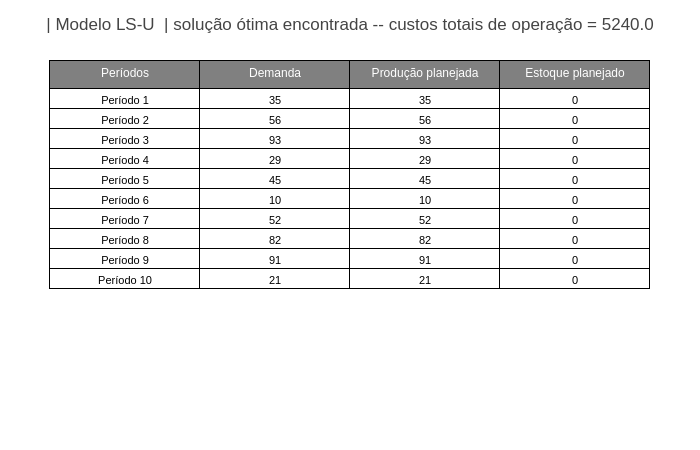 | Modelo LS-U  | solução ótima encontrada -- custos totais de operação = 5240.0
Períodos Demanda Produção planejada Estoque planejado
Período 1 35 35 0
Período 2 56 56 0
Período 3 93 93 0
Período 4 29 29 0
Período 5 45 45 0
Período 6 10 10 0
Período 7 52 52 0
Período 8 82 82 0
Período 9 91 91 0
Período 10 21 21 0